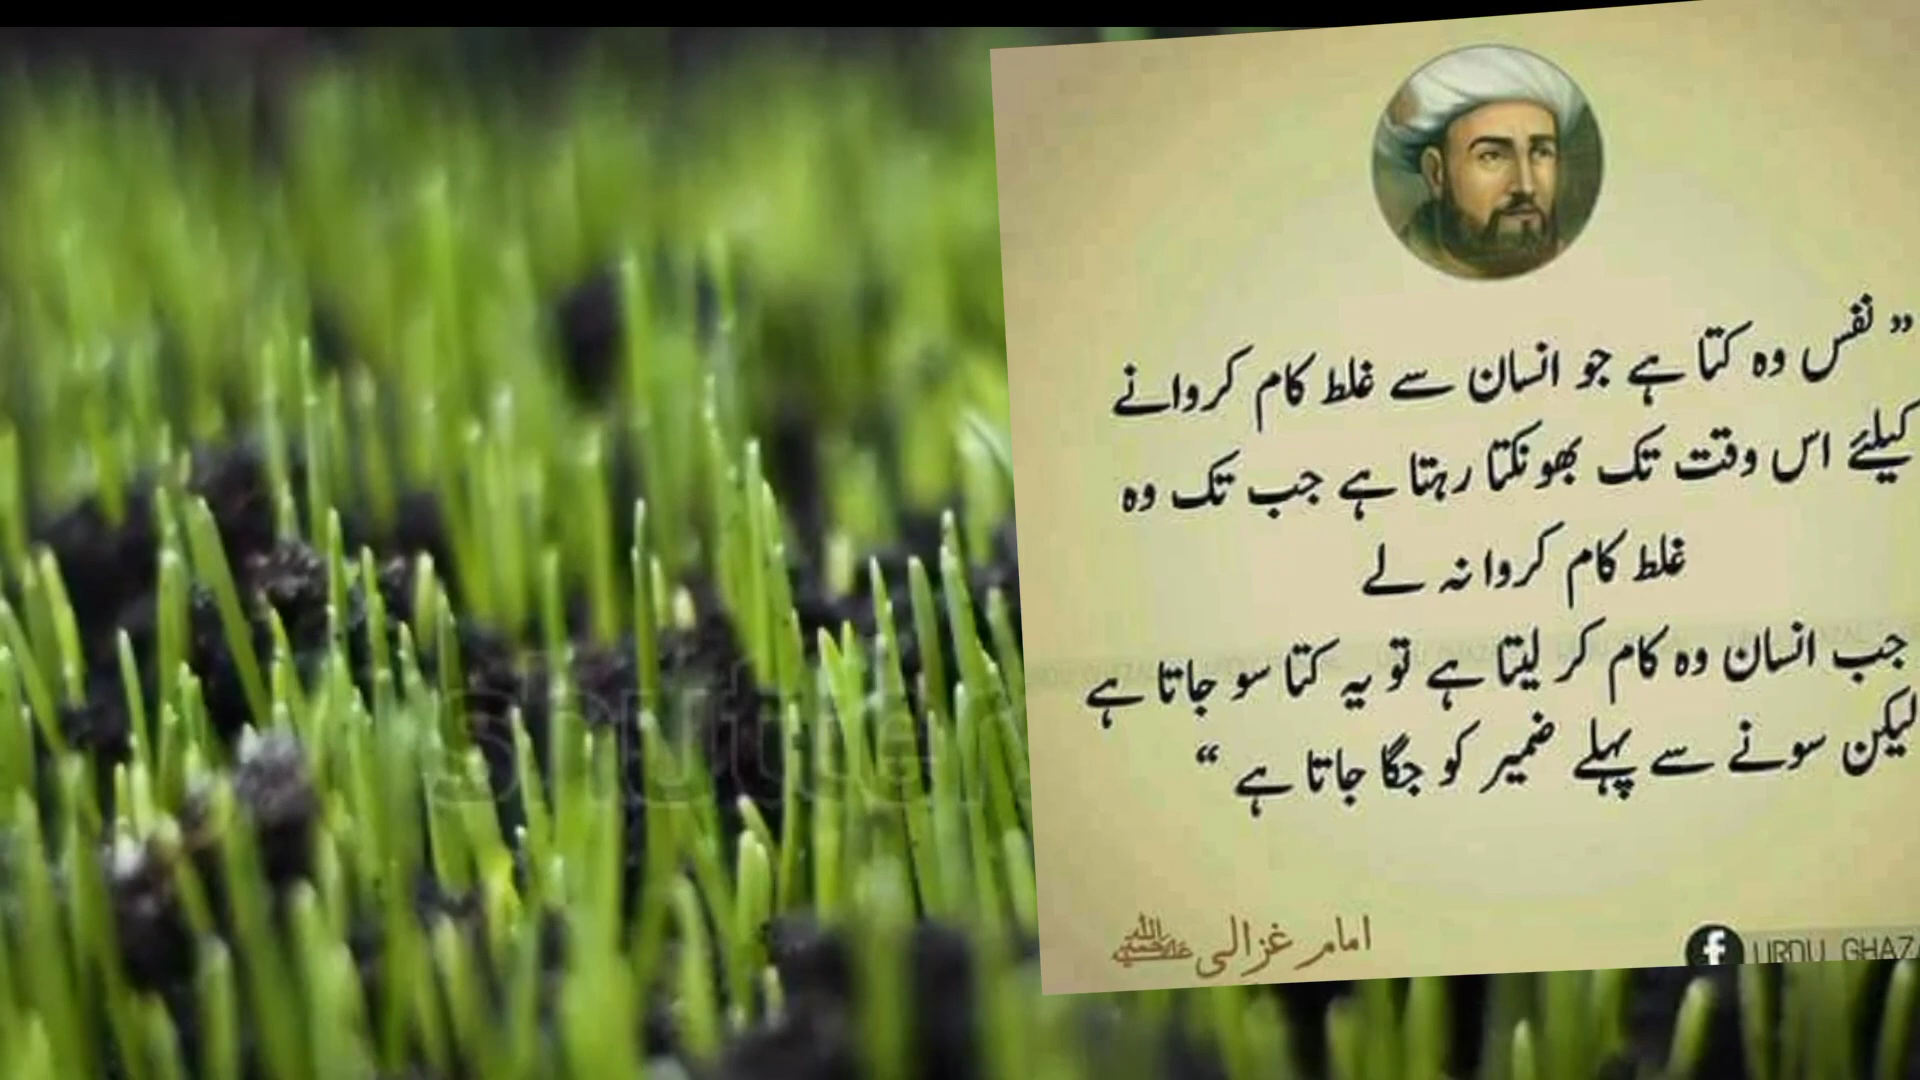 ” نفس وہ کتا ہے جو انسان سے غلط کام کروانے
کیلئے اس وقت تک بھونکتا رہتا ہے جب تک وہ
غلط کام کروا نہ لے
جب انسان وہ کام کر لیتا ہے تو یہ کتا سو جاتا ہے
لیکن سونے سے پہلے ضمیر کو جگا جاتا ہے “
امام غزالی
f URDU GHAZA
shutter